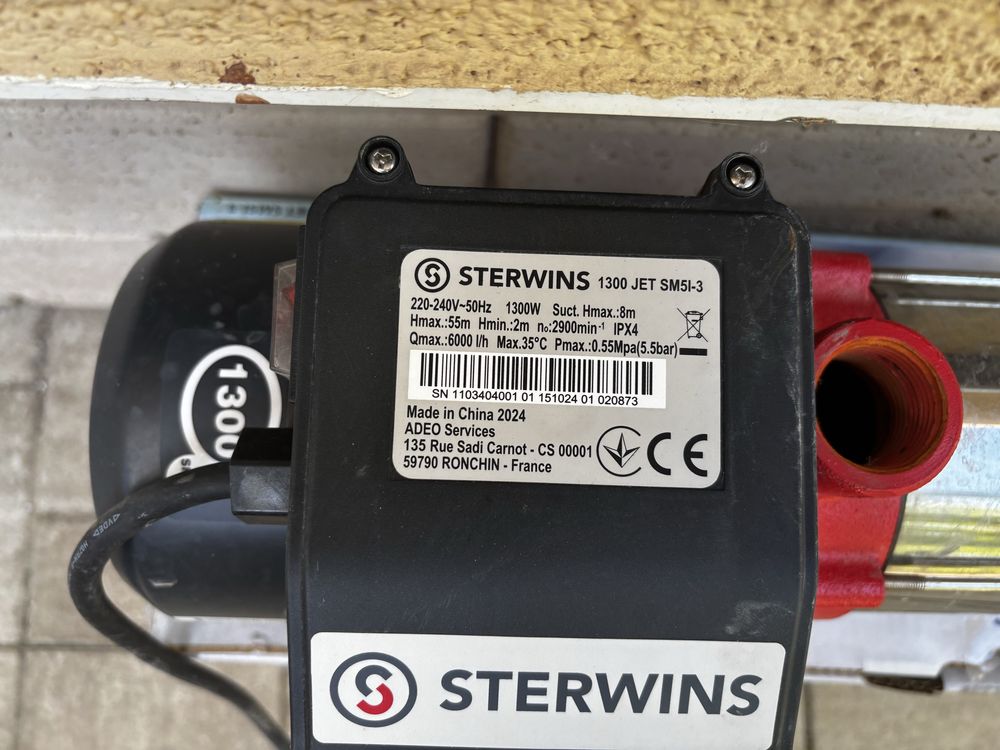 STERWINS 1300 JET SM5I-3
220-240V~50Hz 1300W Suct. Hmax.:8m
Hmax.:55m Hmin.:2m n₀:2900min⁻¹ IPX4
Qmax.:6000 l/h Max.35°C Pmax.:0.55Mpa(5.5bar)
SN 1103404001 01 151024 01 020873
Made in China 2024
ADEO Services
135 Rue Sadi Carnot - CS 00001
59790 RONCHIN - France
CE
1300
STERWINS